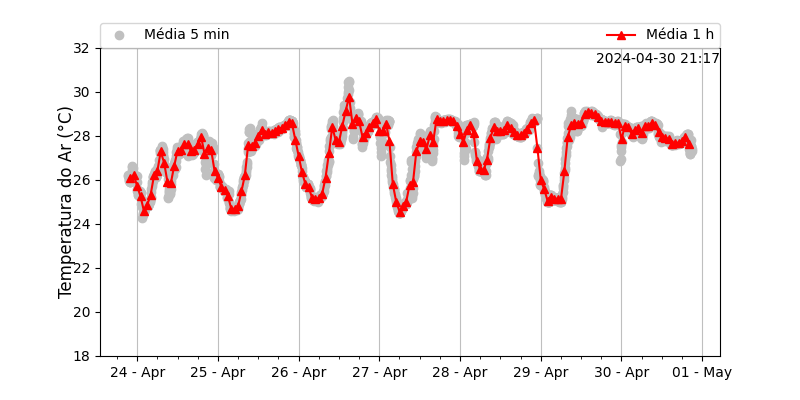 Média 5 min
Média 1 h
2024-04-30 21:17
Temperatura do Ar (°C)
32
30
28
26
24
22
20
18
24 - Apr
25 - Apr
26 - Apr
27 - Apr
28 - Apr
29 - Apr
30 - Apr
01 - May